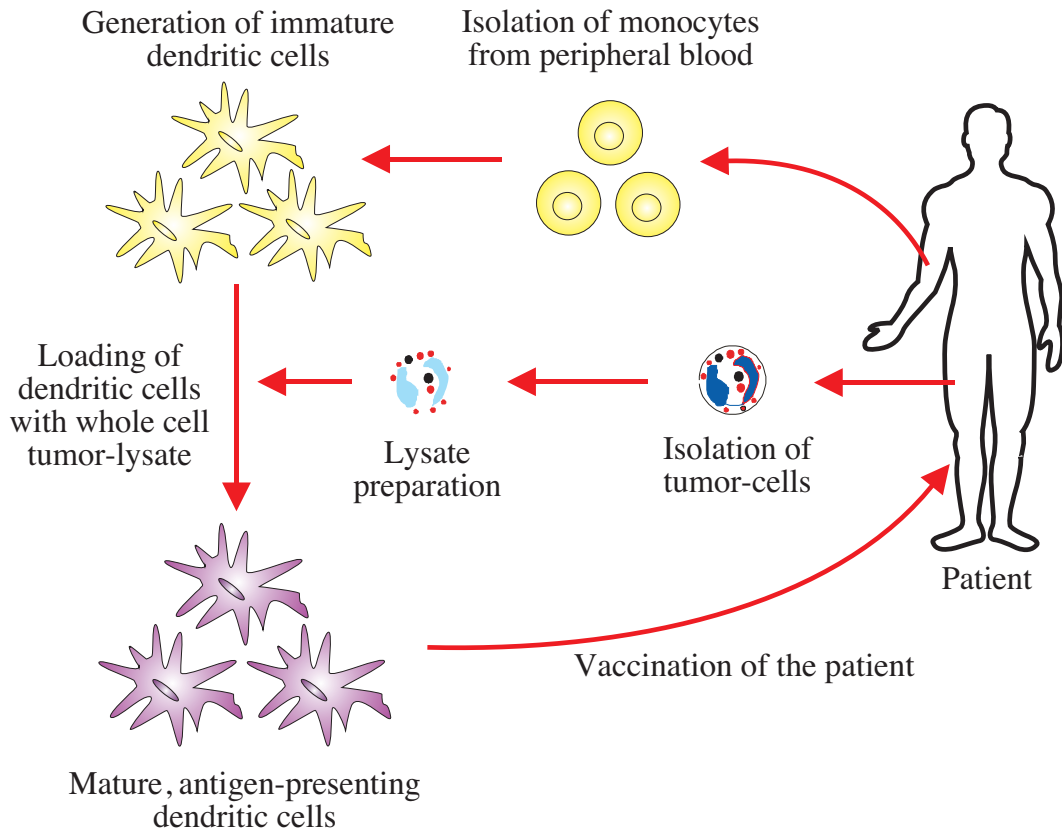 Generation of immature
dendritic cells
Isolation of monocytes
from peripheral blood
Loading of
dendritic cells
with whole cell
tumor-lysate
Lysate
preparation
Isolation of
tumor-cells
Patient
Vaccination of the patient
Mature, antigen-presenting
dendritic cells